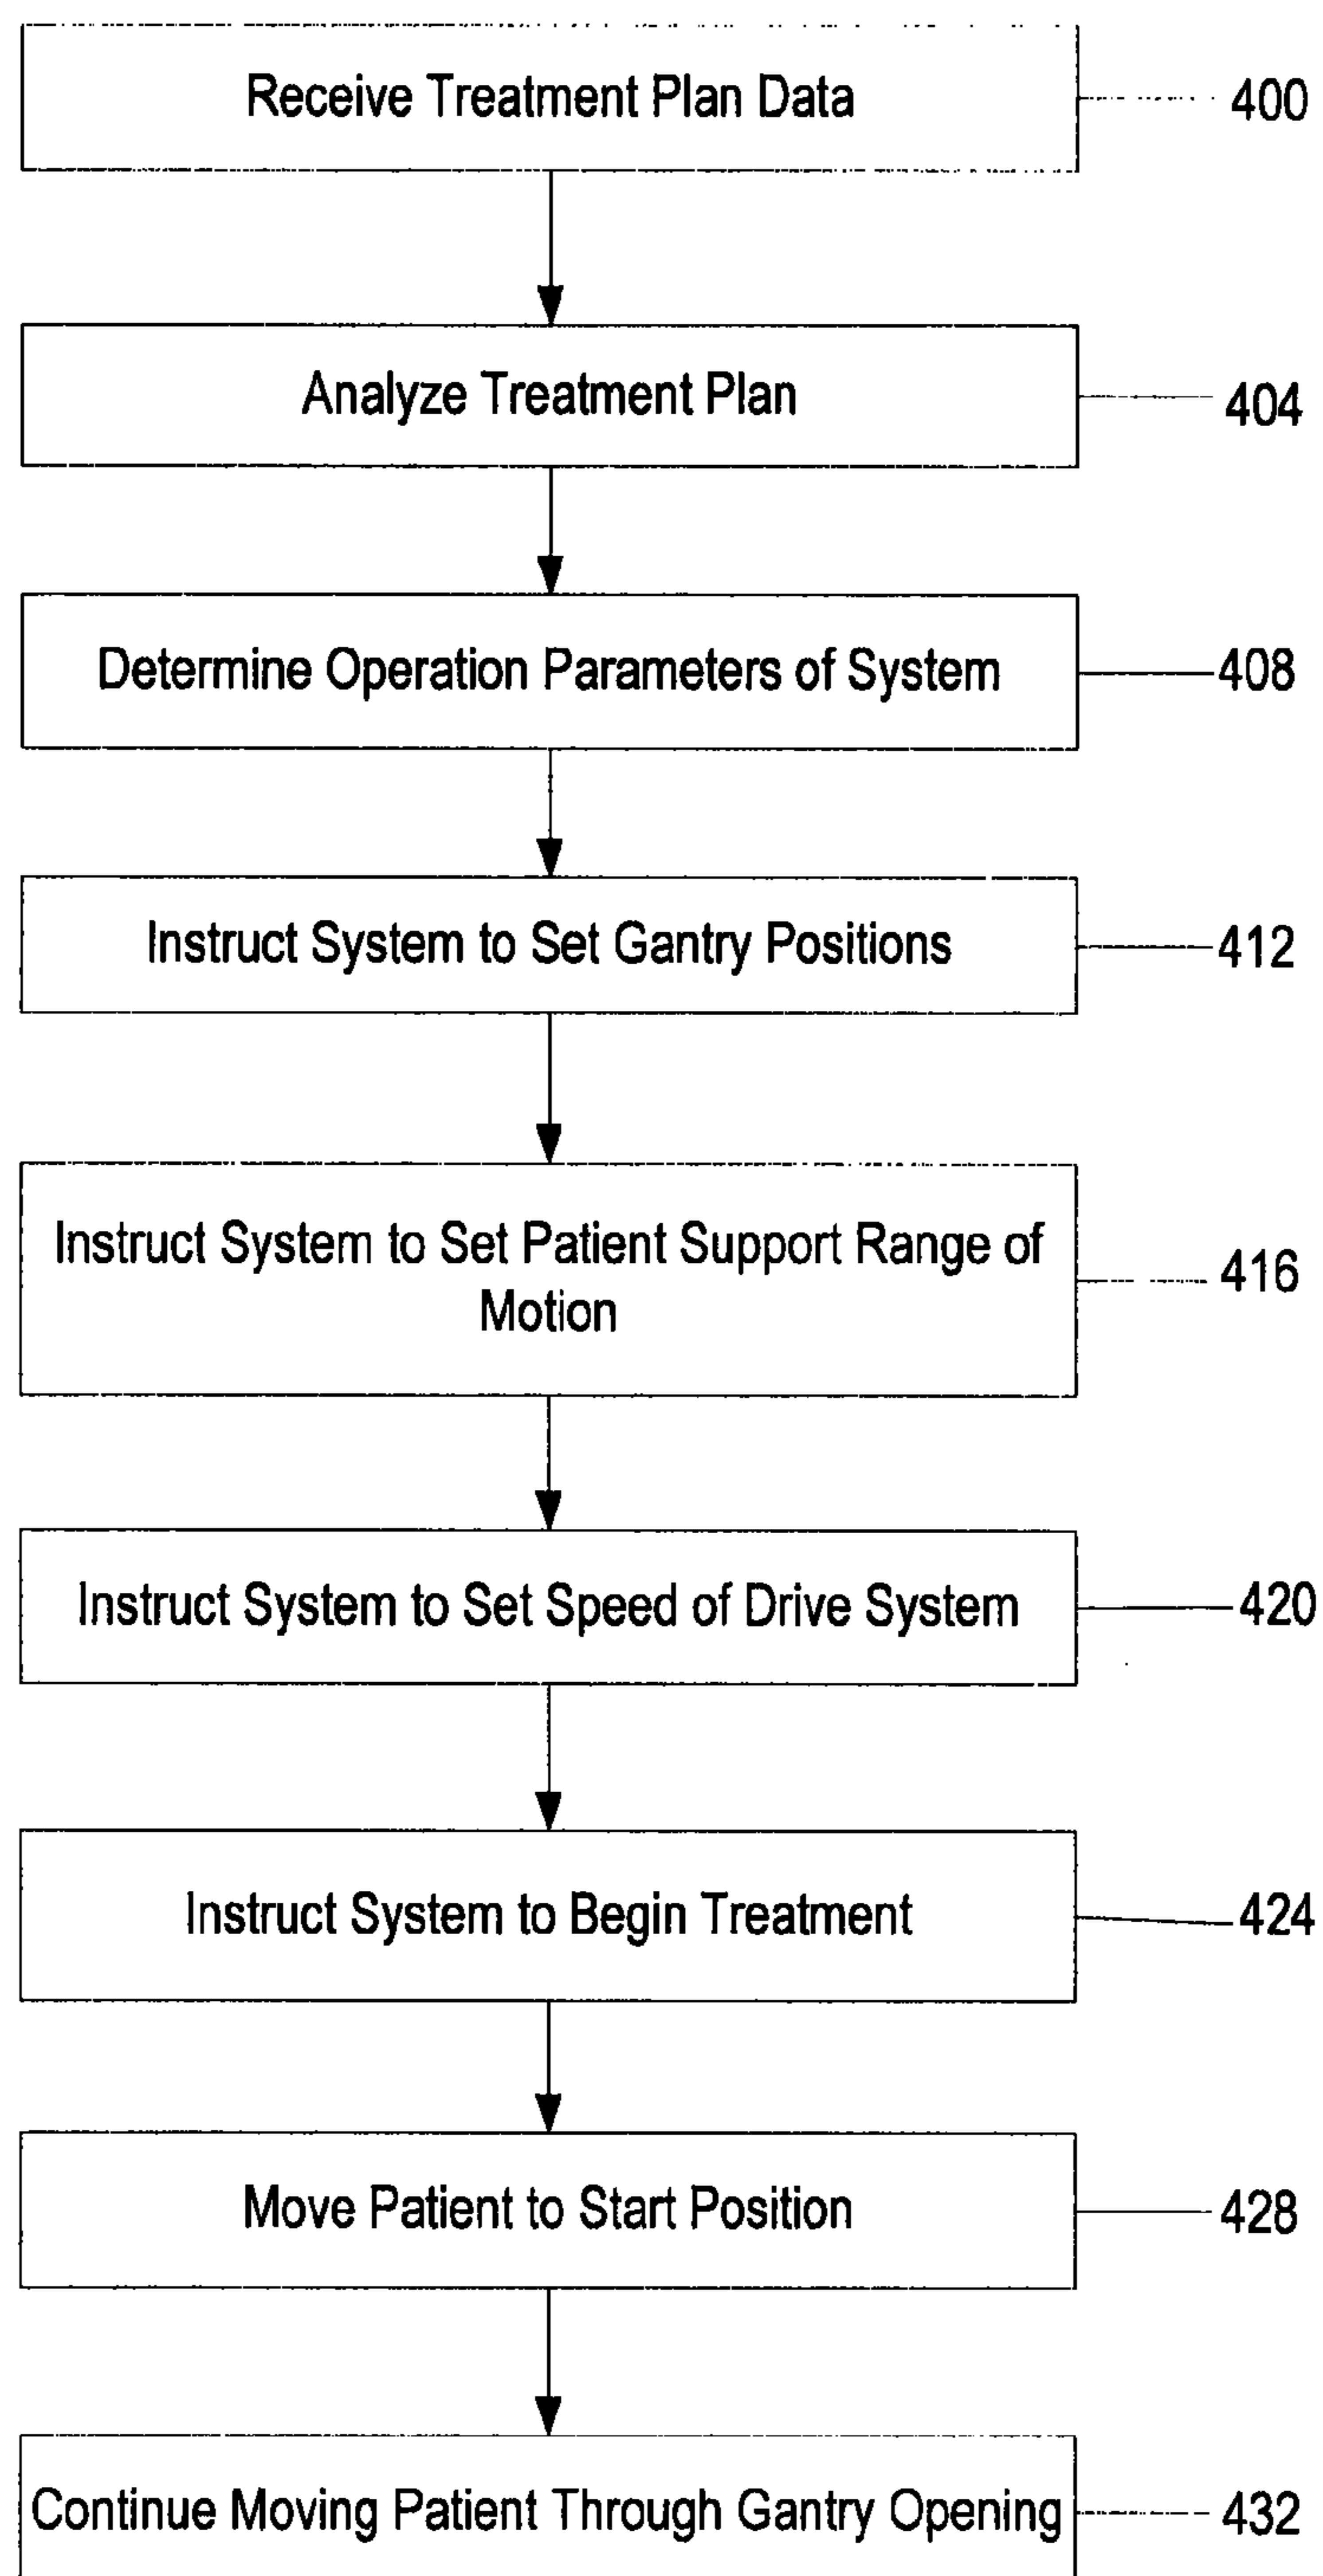 Receive Treatment Plan Data
400
Analyze Treatment Plan
404
Determine Operation Parameters of System
408
Instruct System to Set Gantry Positions
412
Instruct System to Set Patient Support Range of
Motion
416
Instruct System to Set Speed of Drive System
420
Instruct System to Begin Treatment
424
Move Patient to Start Position
428
Continue Moving Patient Through Gantry Opening
432